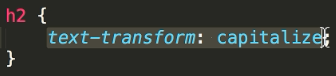 h2 {
text-transform: capitalize;
}